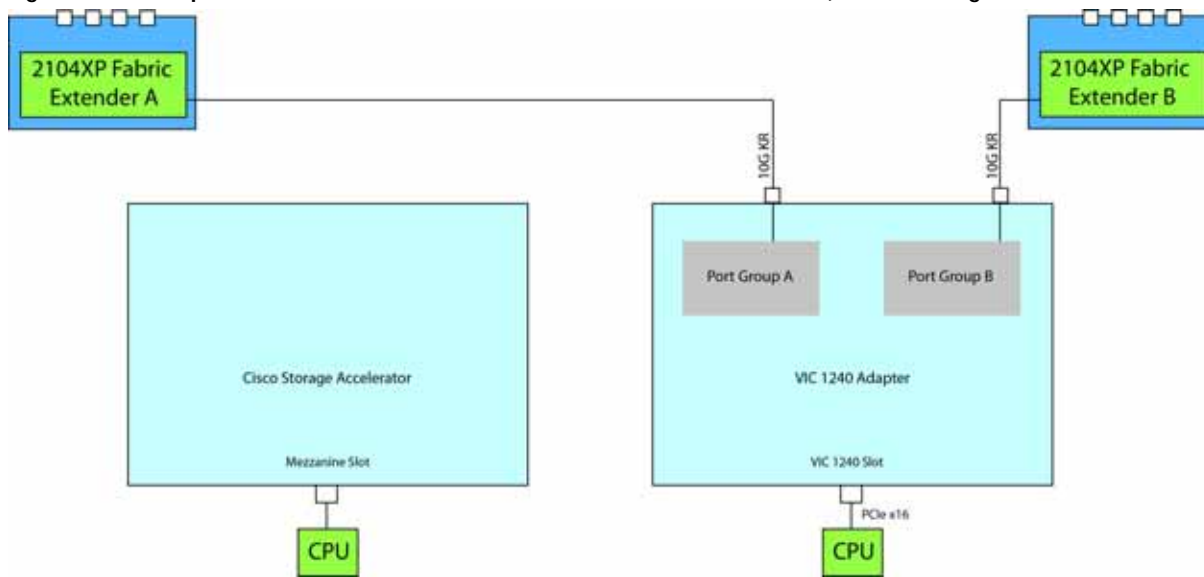 2104XP Fabric
Extender A
2104XP Fabric
Extender B
10G KR
10G KR
Port Group A
Port Group B
Cisco Storage Accelerator
VIC 1240 Adapter
Mezzanine Slot
VIC 1240 Slot
PCIe x16
CPU
CPU